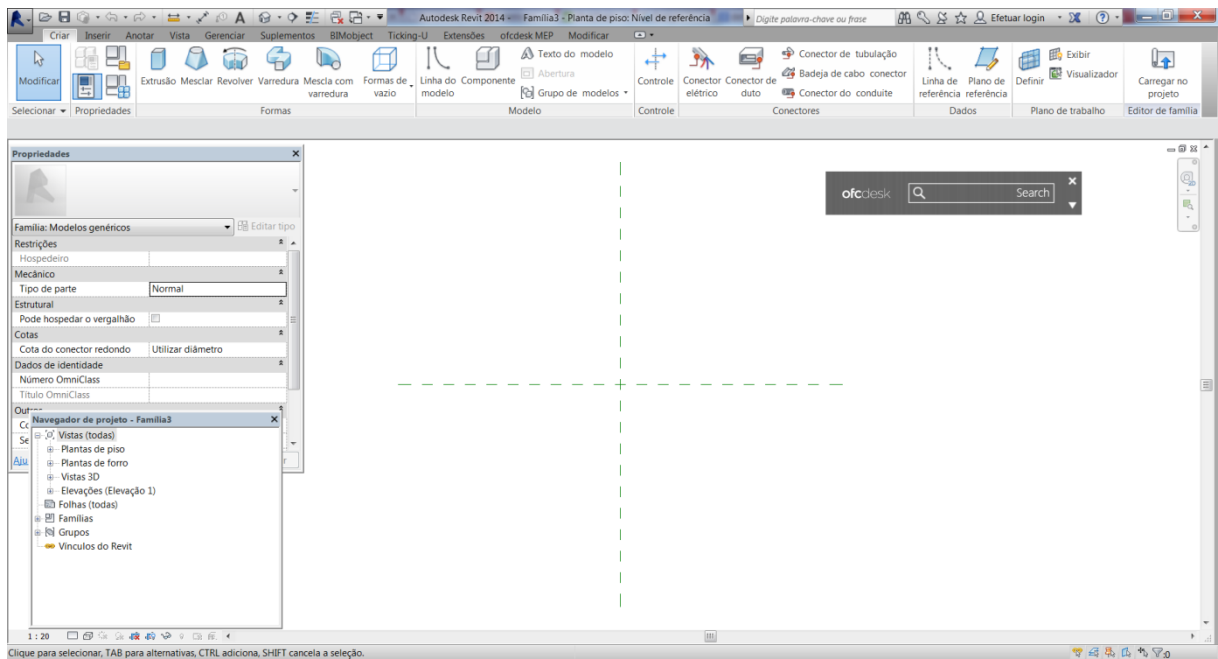 Autodesk Revit 2014 - Família3 - Planta de piso: Nível de referência
Digite palavra-chave ou frase
Efetuar login
Criar Inserir Anotar Vista Gerenciar Suplementos BIMobject Ticking-U Extensões ofcdesk MEP Modificar
Modificar
Extrusão Mesclar Revolver Varredura Mescla com varredura Formas de vazio
Linha do modelo Componente
Texto do modelo
Abertura
Grupo de modelos
Controle
Conector elétrico Conector de duto
Conector de tubulação
Badeja de cabo conector
Conector do conduite
Linha de referência Plano de referência
Definir
Exibir
Visualizador
Carregar no projeto
Selecionar Propriedades Formas Modelo Controle Conectores Dados Plano de trabalho Editor de família
Propriedades
Família: Modelos genéricos
Editar tipo
Restrições
Hospedeiro
Mecânico
Tipo de parte Normal
Estrutural
Pode hospedar o vergalhão
Cotas
Cota do conector redondo Utilizar diâmetro
Dados de identidade
Número OmniClass
Título OmniClass
Navegador de projeto - Família3
Vistas (todas)
Plantas de piso
Plantas de forro
Vistas 3D
Elevações (Elevação 1)
Folhas (todas)
Famílias
Grupos
Vínculos do Revit
ofcdesk
Search
1 : 20
Clique para selecionar, TAB para alternativas, CTRL adiciona, SHIFT cancela a seleção.
:0